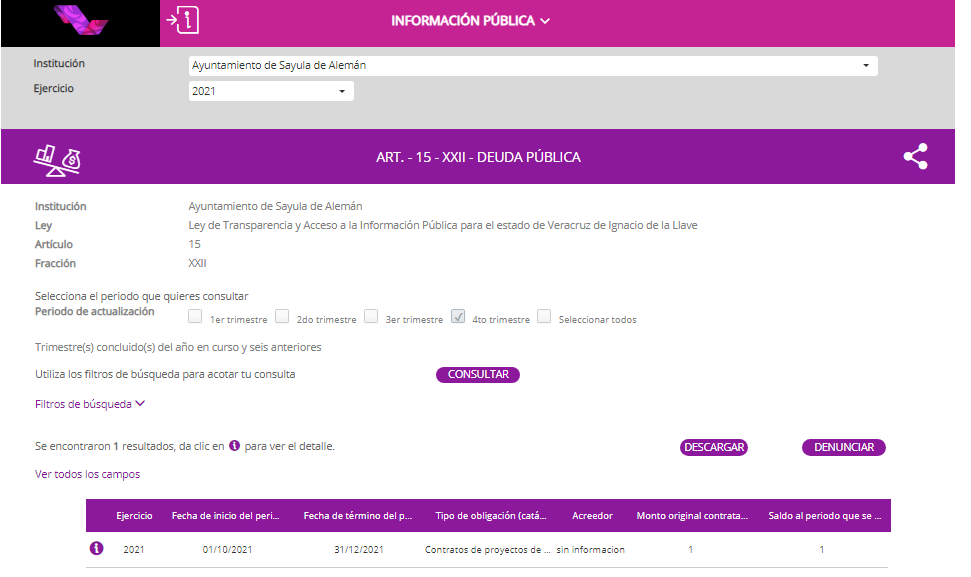 INFORMACIÓN PÚBLICA
Institución Ayuntamiento de Sayula de Alemán
Ejercicio 2021
ART. - 15 - XXII - DEUDA PÚBLICA
Institución Ayuntamiento de Sayula de Alemán
Ley Ley de Transparencia y Acceso a la Información Pública para el estado de Veracruz de Ignacio de la Llave
Artículo 15
Fracción XXII
Selecciona el periodo que quieres consultar
Periodo de actualización 1er trimestre 2do trimestre 3er trimestre 4to trimestre Seleccionar todos
Trimestre(s) concluido(s) del año en curso y seis anteriores
Utiliza los filtros de búsqueda para acotar tu consulta CONSULTAR
Filtros de búsqueda
Se encontraron 1 resultados, da clic en i para ver el detalle. DESCARGAR DENUNCIAR
Ver todos los campos
Ejercicio Fecha de inicio del peri... Fecha de término del p... Tipo de obligación (catá... Acreedor Monto original contrata... Saldo al periodo que se ...
i 2021 01/10/2021 31/12/2021 Contratos de proyectos de ... sin informacion 1 1